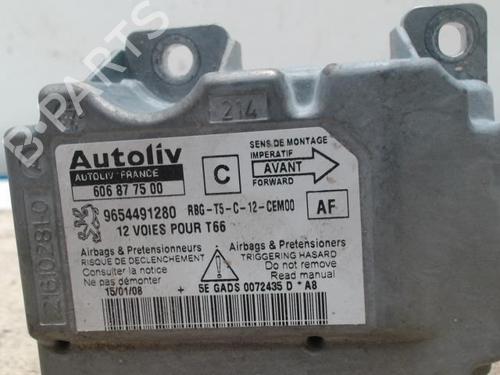 214
Autoliv
AUTOLIV-FRANCE
606 87 75 00
C
SENS DE MONTAGE
IMPERATIF
AVANT
FORWARD
9654491280 RBG-T5-C-12-CEM00
AF
12 VOIES POUR T66
Airbags & Pretensionneurs
RISQUE DE DECLENCHEMENT
Consulter la notice
Ne pas démonter
15/01/08
Airbags & Pretensioners
TRIGGERING HASARD
Do not remove
Read manual
+ 5E GADS 0072435 D * A8
B-PARTS